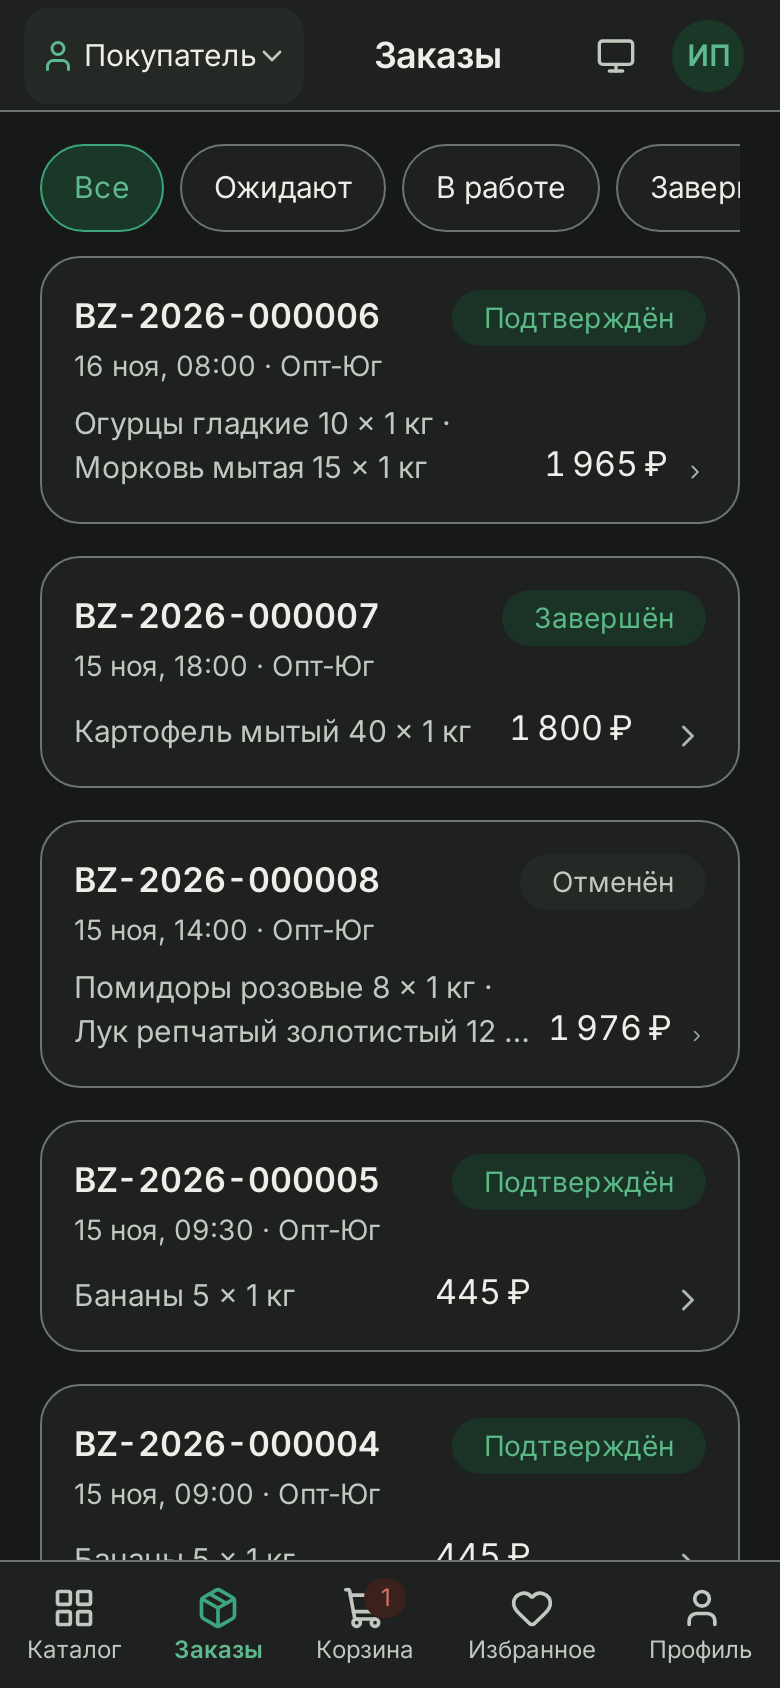 Покупатель
Заказы
ИП
Все
Ожидают
В работе
BZ-2026-000006
Подтверждён
16 ноя, 08:00 · Опт-Юг
Огурцы гладкие 10 × 1 кг ·
Морковь мытая 15 × 1 кг
1 965 ₽
BZ-2026-000007
Завершён
15 ноя, 18:00 · Опт-Юг
Картофель мытый 40 × 1 кг
1 800 ₽
BZ-2026-000008
Отменён
15 ноя, 14:00 · Опт-Юг
Помидоры розовые 8 × 1 кг ·
Лук репчатый золотистый 12 ...
1 976 ₽
BZ-2026-000005
Подтверждён
15 ноя, 09:30 · Опт-Юг
Бананы 5 × 1 кг
445 ₽
BZ-2026-000004
Подтверждён
15 ноя, 09:00 · Опт-Юг
Бананы 5 × 1 кг
445 ₽
1
Каталог
Заказы
Корзина
Избранное
Профиль